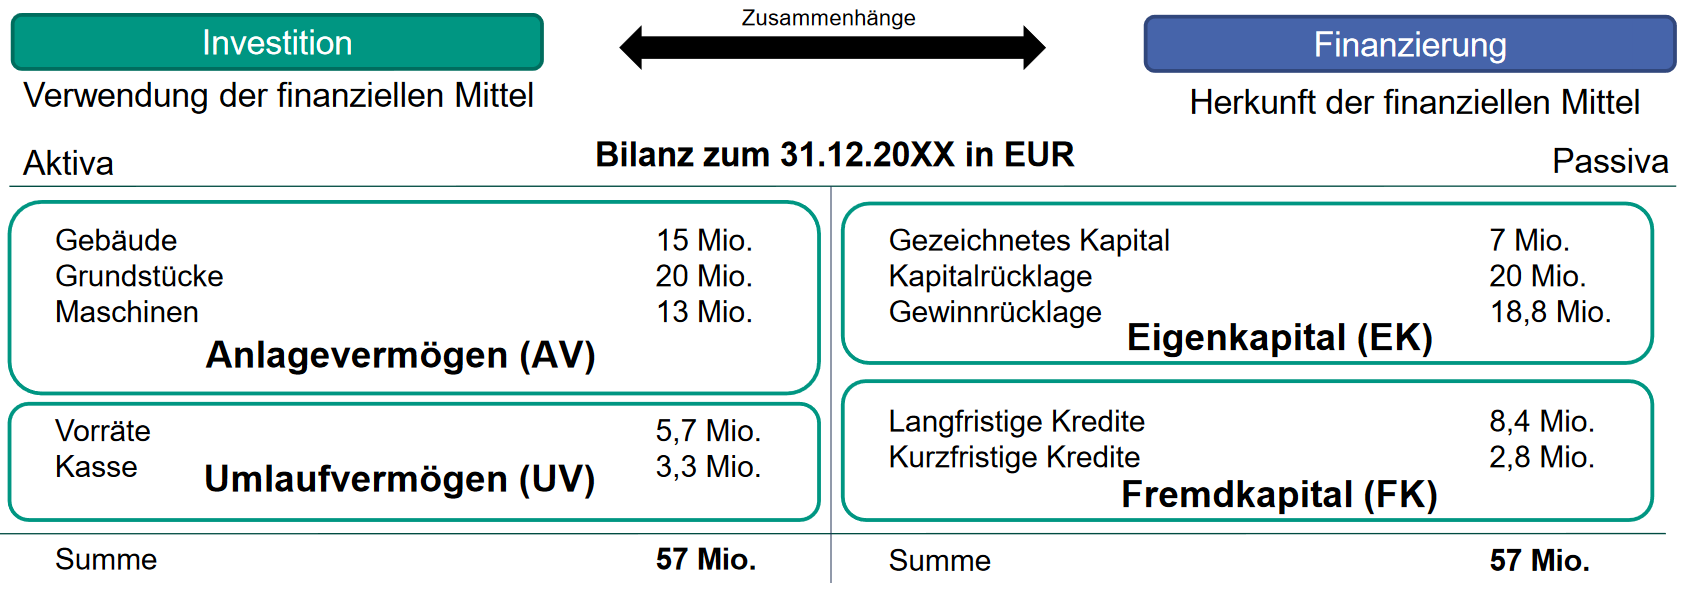 Zusammenhänge
Investition
Finanzierung
Verwendung der finanziellen Mittel
Herkunft der finanziellen Mittel
Bilanz zum 31.12.20XX in EUR
Aktiva
Passiva
Gebäude 15 Mio.
Grundstücke 20 Mio.
Maschinen 13 Mio.
Anlagevermögen (AV)
Vorräte 5,7 Mio.
Kasse 3,3 Mio.
Umlaufvermögen (UV)
Summe 57 Mio.
Gezeichnetes Kapital 7 Mio.
Kapitalrücklage 20 Mio.
Gewinnrücklage 18,8 Mio.
Eigenkapital (EK)
Langfristige Kredite 8,4 Mio.
Kurzfristige Kredite 2,8 Mio.
Fremdkapital (FK)
Summe 57 Mio.